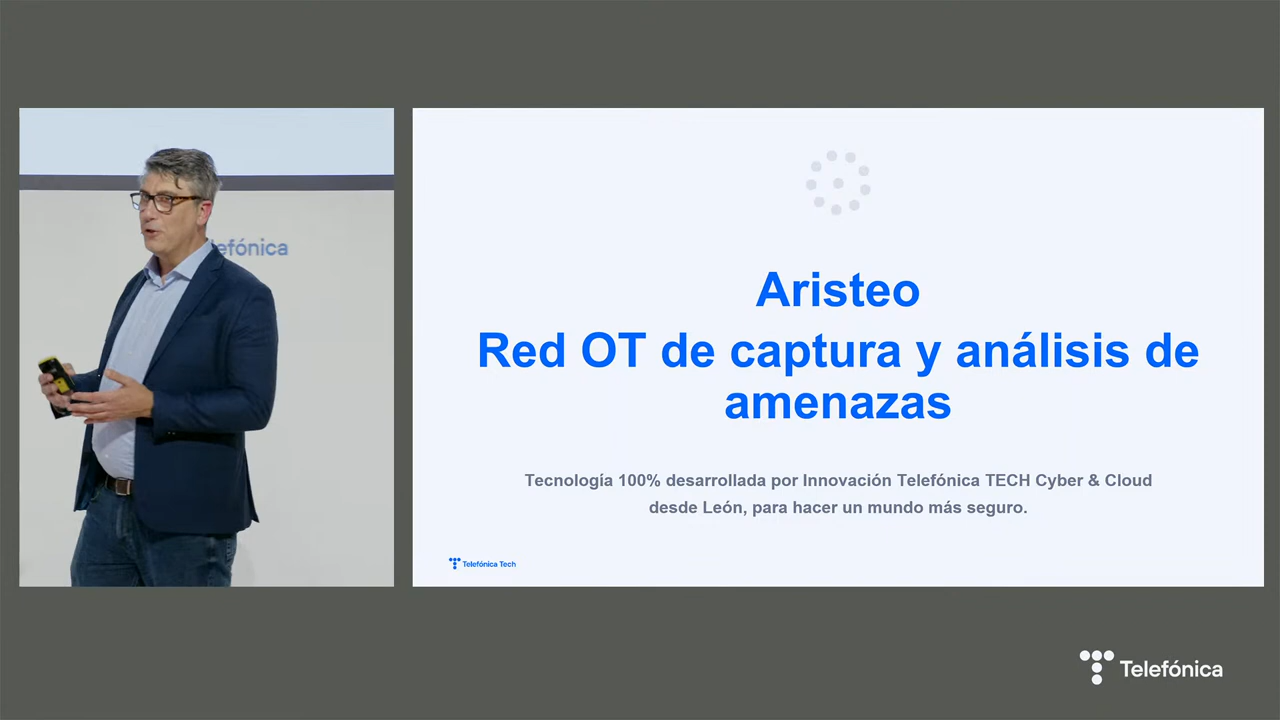 efónica
Aristeo
Red OT de captura y análisis de
amenazas
Tecnología 100% desarrollada por Innovación Telefónica TECH Cyber & Cloud
desde León, para hacer un mundo más seguro.
Telefónica Tech
Telefónica